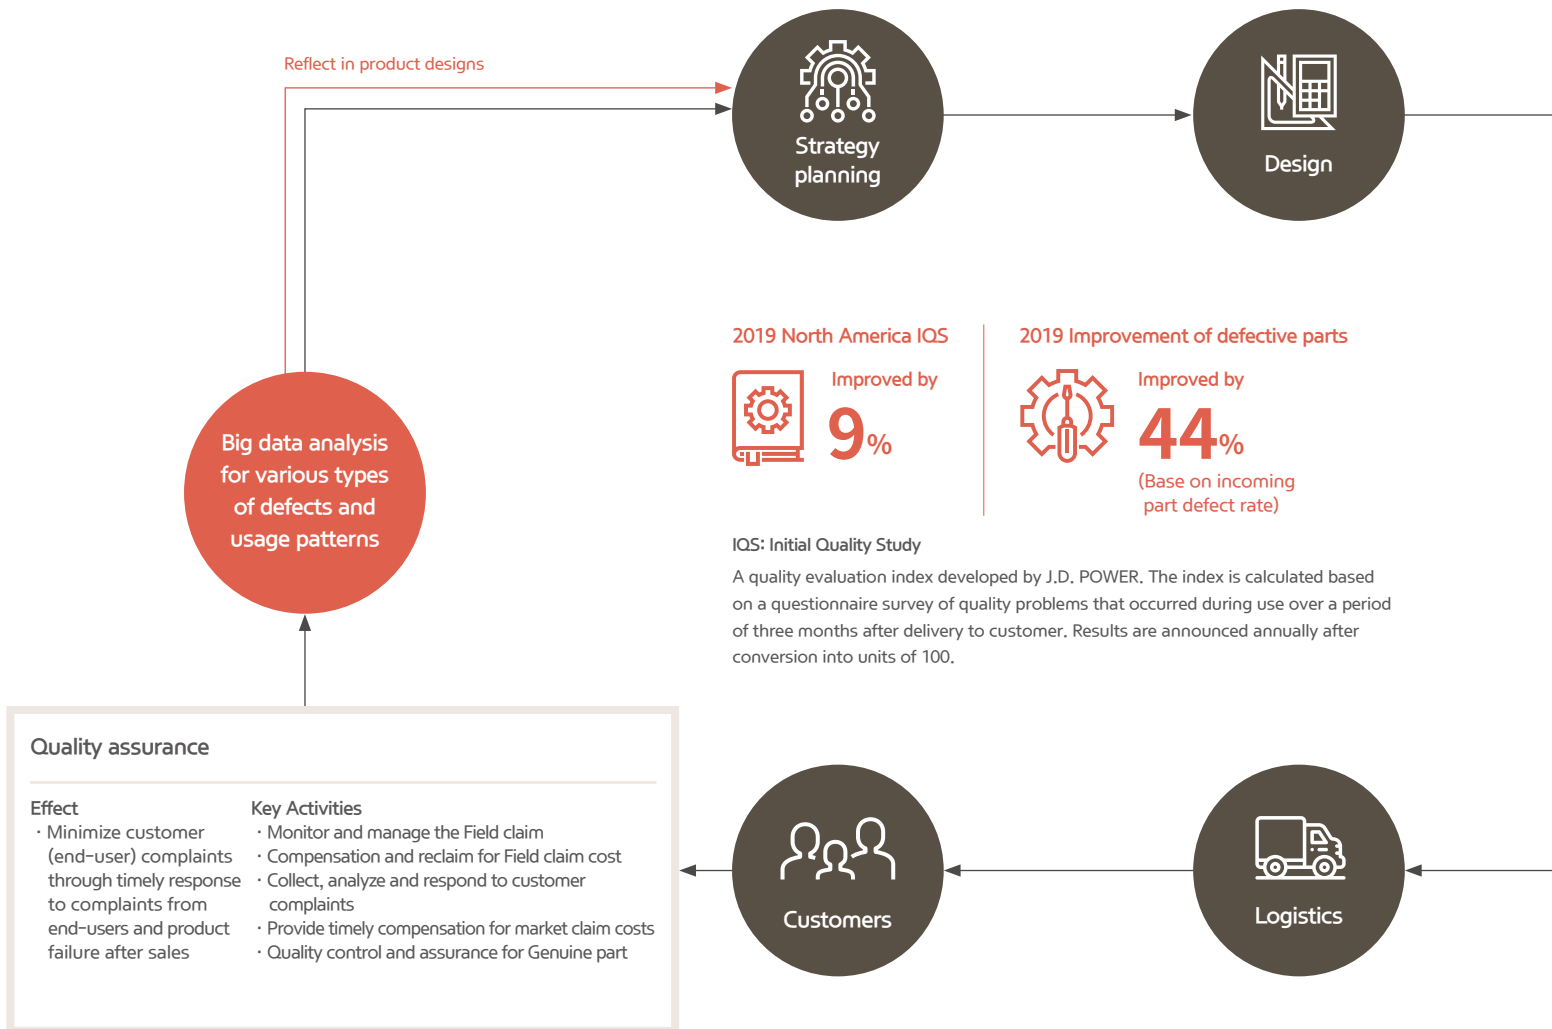 Reflect in product designs
Strategy
planning
Design
2019 North America IQS
Improved by
9%
2019 Improvement of defective parts
Improved by
44%
(Base on incoming
part defect rate)
Big data analysis
for various types
of defects and
usage patterns
IQS: Initial Quality Study
A quality evaluation index developed by J.D. POWER. The index is calculated based
on a questionnaire survey of quality problems that occurred during use over a period
of three months after delivery to customer. Results are announced annually after
conversion into units of 100.
Quality assurance
Effect
· Minimize customer
(end-user) complaints
through timely response
to complaints from
end-users and product
failure after sales
Key Activities
· Monitor and manage the Field claim
· Compensation and reclaim for Field claim cost
· Collect, analyze and respond to customer
complaints
· Provide timely compensation for market claim costs
· Quality control and assurance for Genuine part
Customers
Logistics